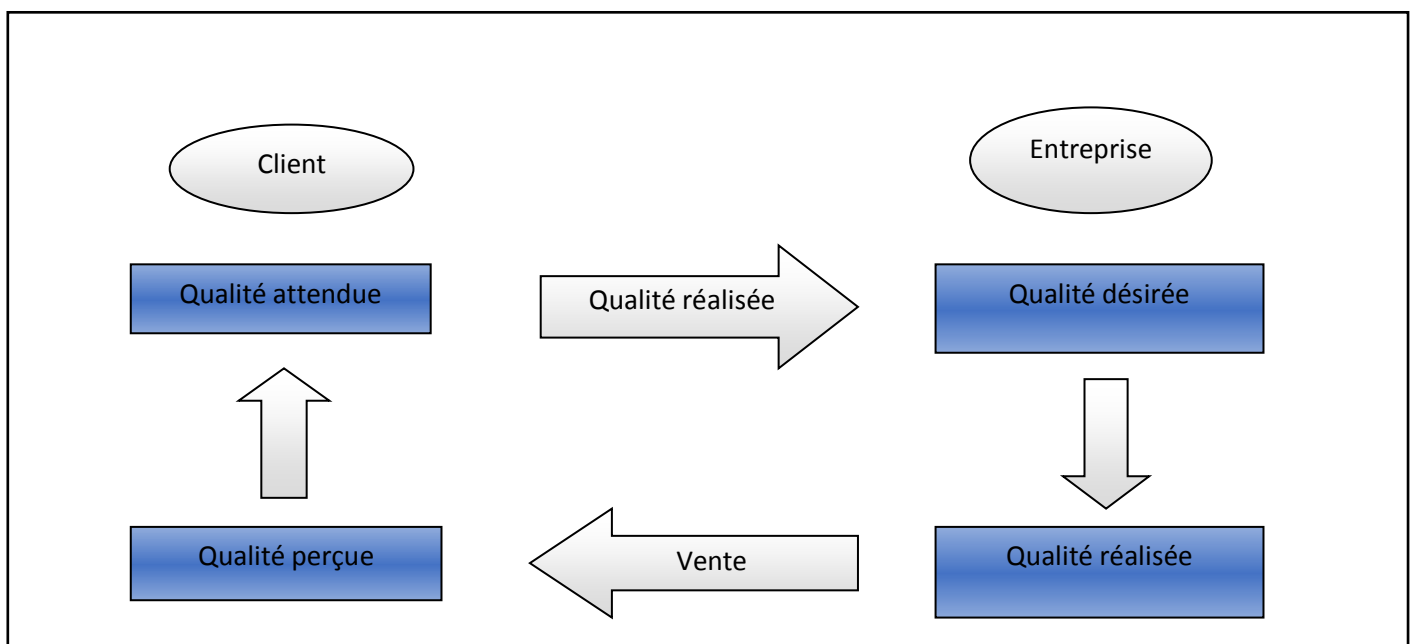 Client
Entreprise
Qualité attendue
Qualité réalisée
Qualité désirée
Qualité perçue
Vente
Qualité réalisée